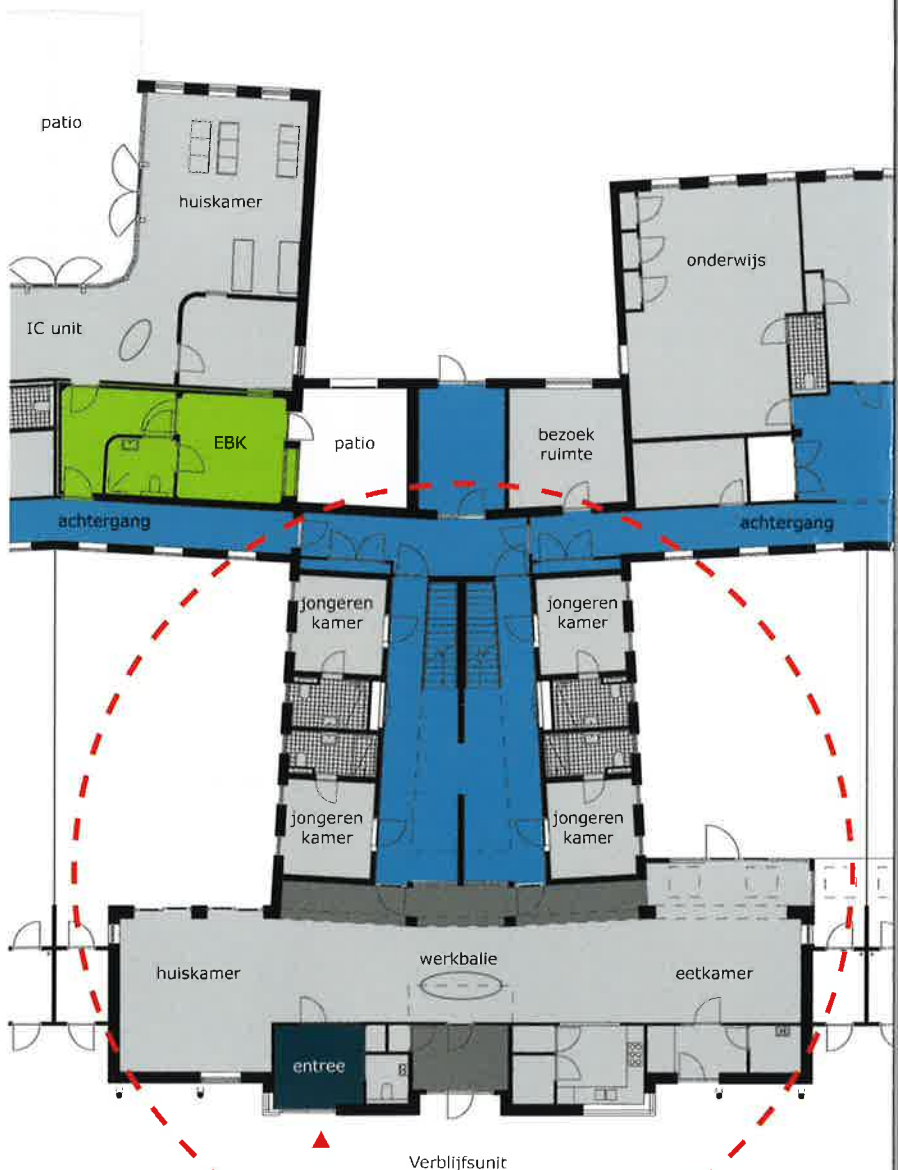 patio
huiskamer
onderwijs
IC unit
EBK
patio
bezoek
ruimte
achtergang
achtergang
jongeren
kamer
jongeren
kamer
jongeren
kamer
jongeren
kamer
huiskamer
werkbalie
eetkamer
entree
Verblijfsunit